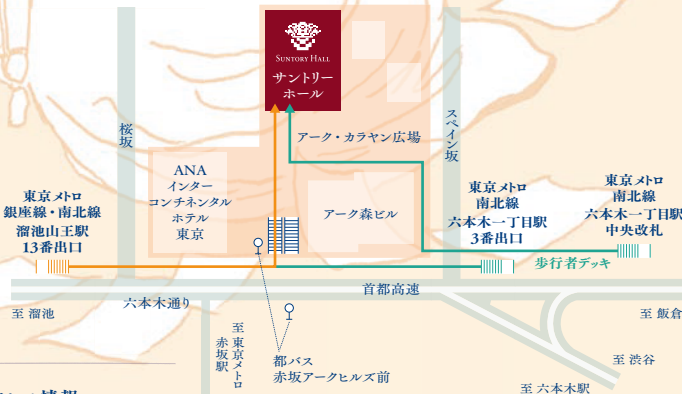 SUNTORY HALL
サントリー
ホール
桜坂
スペイン坂
アーク・カラヤン広場
ANA
インター
コンチネンタル
ホテル
東京
アーク森ビル
東京メトロ
銀座線・南北線
溜池山王駅
13番出口
東京メトロ
南北線
六本木一丁目駅
3番出口
東京メトロ
南北線
六本木一丁目駅
中央改札
歩行者デッキ
首都高速
六本木通り
至 溜池
至 飯倉
至 東京メトロ
赤坂駅
都バス
赤坂アークヒルズ前
至 渋谷
至 六本木駅